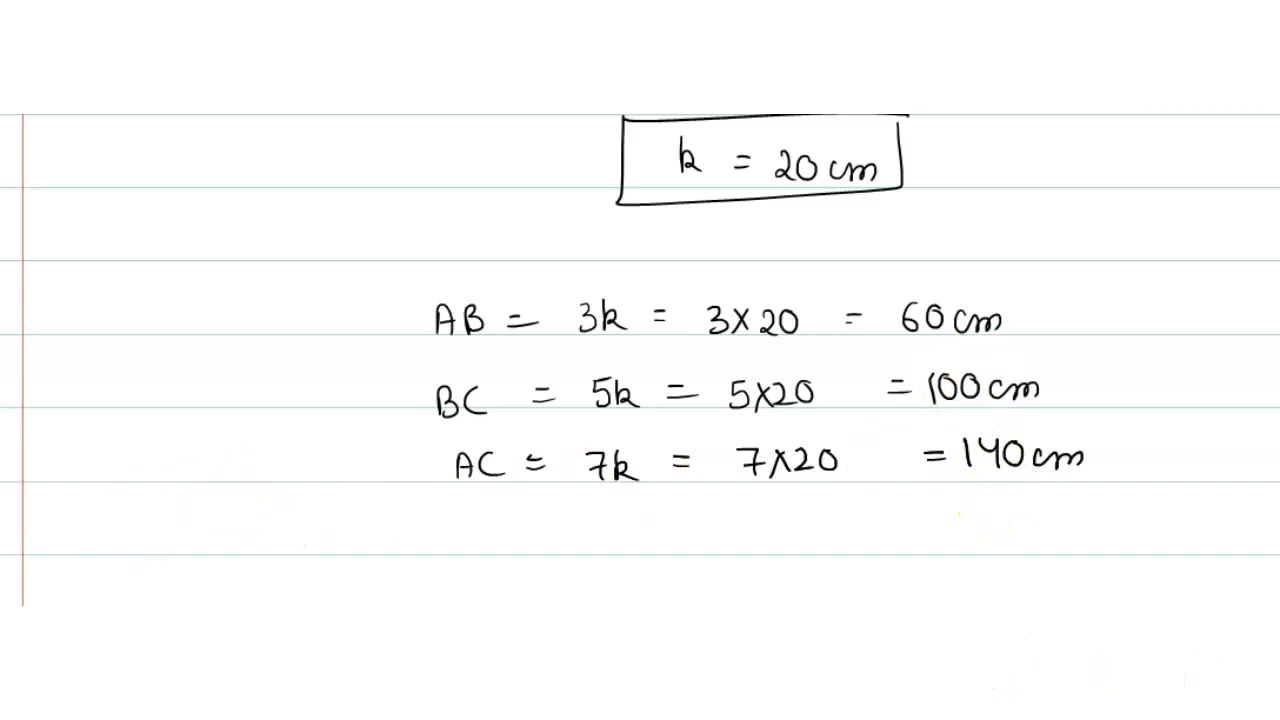 k = 20 cm
AB = 3k = 3×20 = 60 cm
BC = 5k = 5×20 = 100 cm
AC = 7k = 7×20 = 140 cm